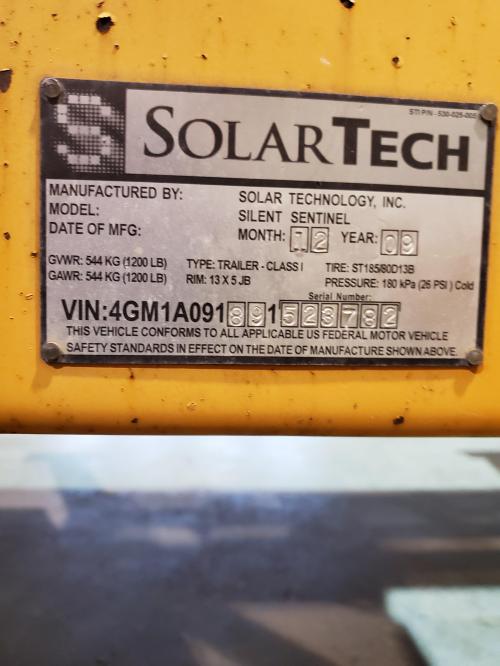 STI P/N - 530-025-005
SOLARTECH
MANUFACTURED BY: SOLAR TECHNOLOGY, INC.
MODEL: SILENT SENTINEL
DATE OF MFG: MONTH: 12 YEAR: 09
GVWR: 544 KG (1200 LB) TYPE: TRAILER - CLASS I TIRE: ST185/80D13B
GAWR: 544 KG (1200 LB) RIM: 13 X 5 JB PRESSURE: 180 kPa (26 PSI) Cold
Serial Number:
VIN:4GM1A091891523782
THIS VEHICLE CONFORMS TO ALL APPLICABLE US FEDERAL MOTOR VEHICLE
SAFETY STANDARDS IN EFFECT ON THE DATE OF MANUFACTURE SHOWN ABOVE.